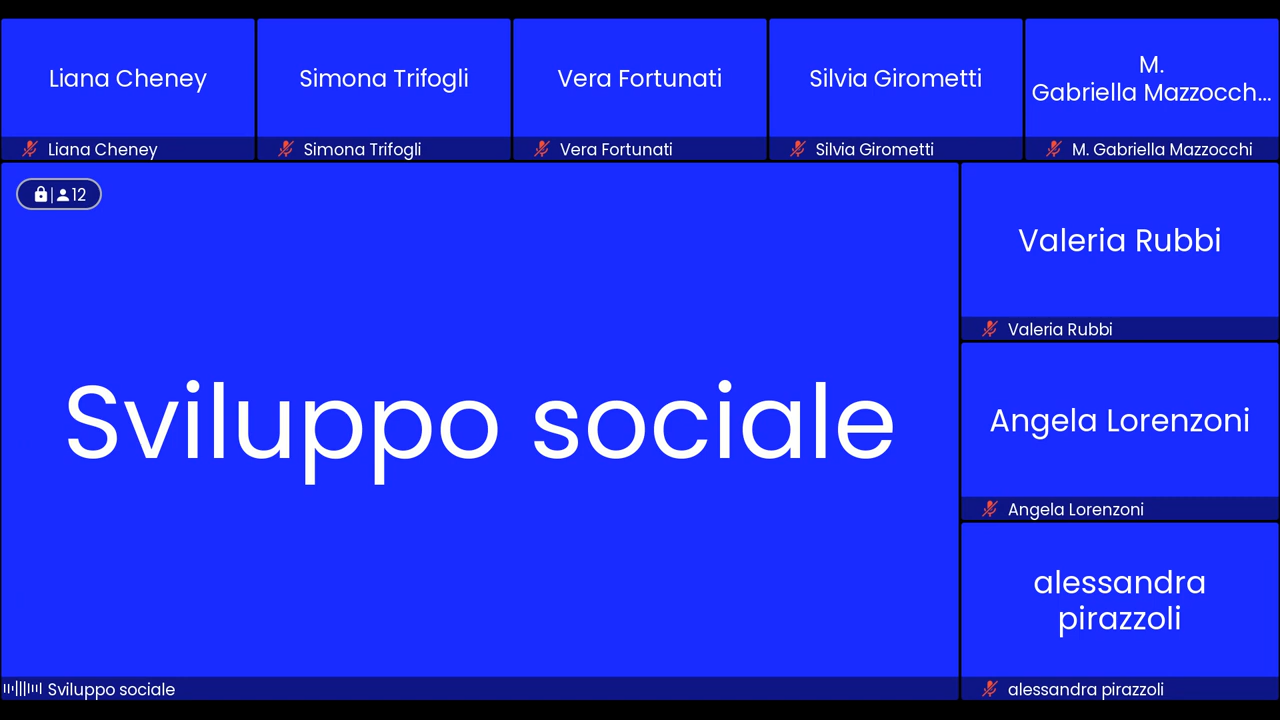 Liana Cheney
Simona Trifogli
Vera Fortunati
Silvia Girometti
M.
Gabriella Mazzocch...
Liana Cheney
Simona Trifogli
Vera Fortunati
Silvia Girometti
M. Gabriella Mazzocchi
12
Sviluppo sociale
Sviluppo sociale
Valeria Rubbi
Valeria Rubbi
Angela Lorenzoni
Angela Lorenzoni
alessandra
pirazzoli
alessandra pirazzoli